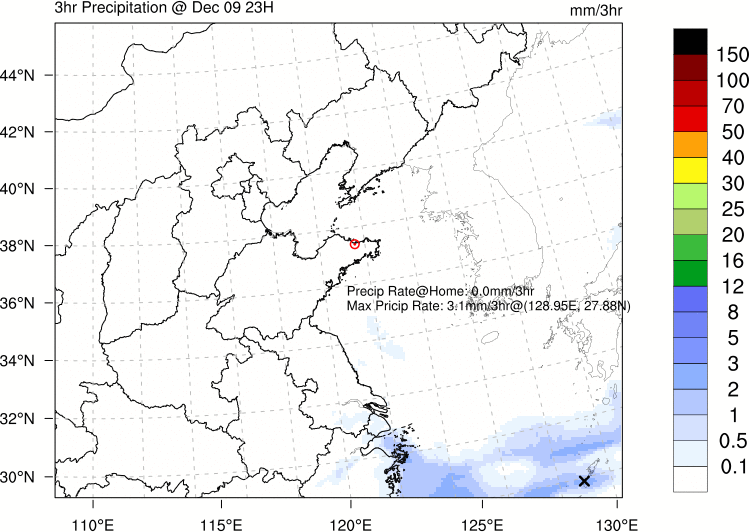 3hr Precipitation @ Dec 09 23H
mm/3hr
44°N
42°N
40°N
38°N
36°N
34°N
32°N
30°N
Precip Rate@Home: 0.0mm/3hr
Max Pricip Rate: 3.1mm/3hr@(128.95E, 27.88N)
110°E
115°E
120°E
125°E
130°E
150
100
70
50
40
30
25
20
16
12
8
5
3
2
1
0.5
0.1